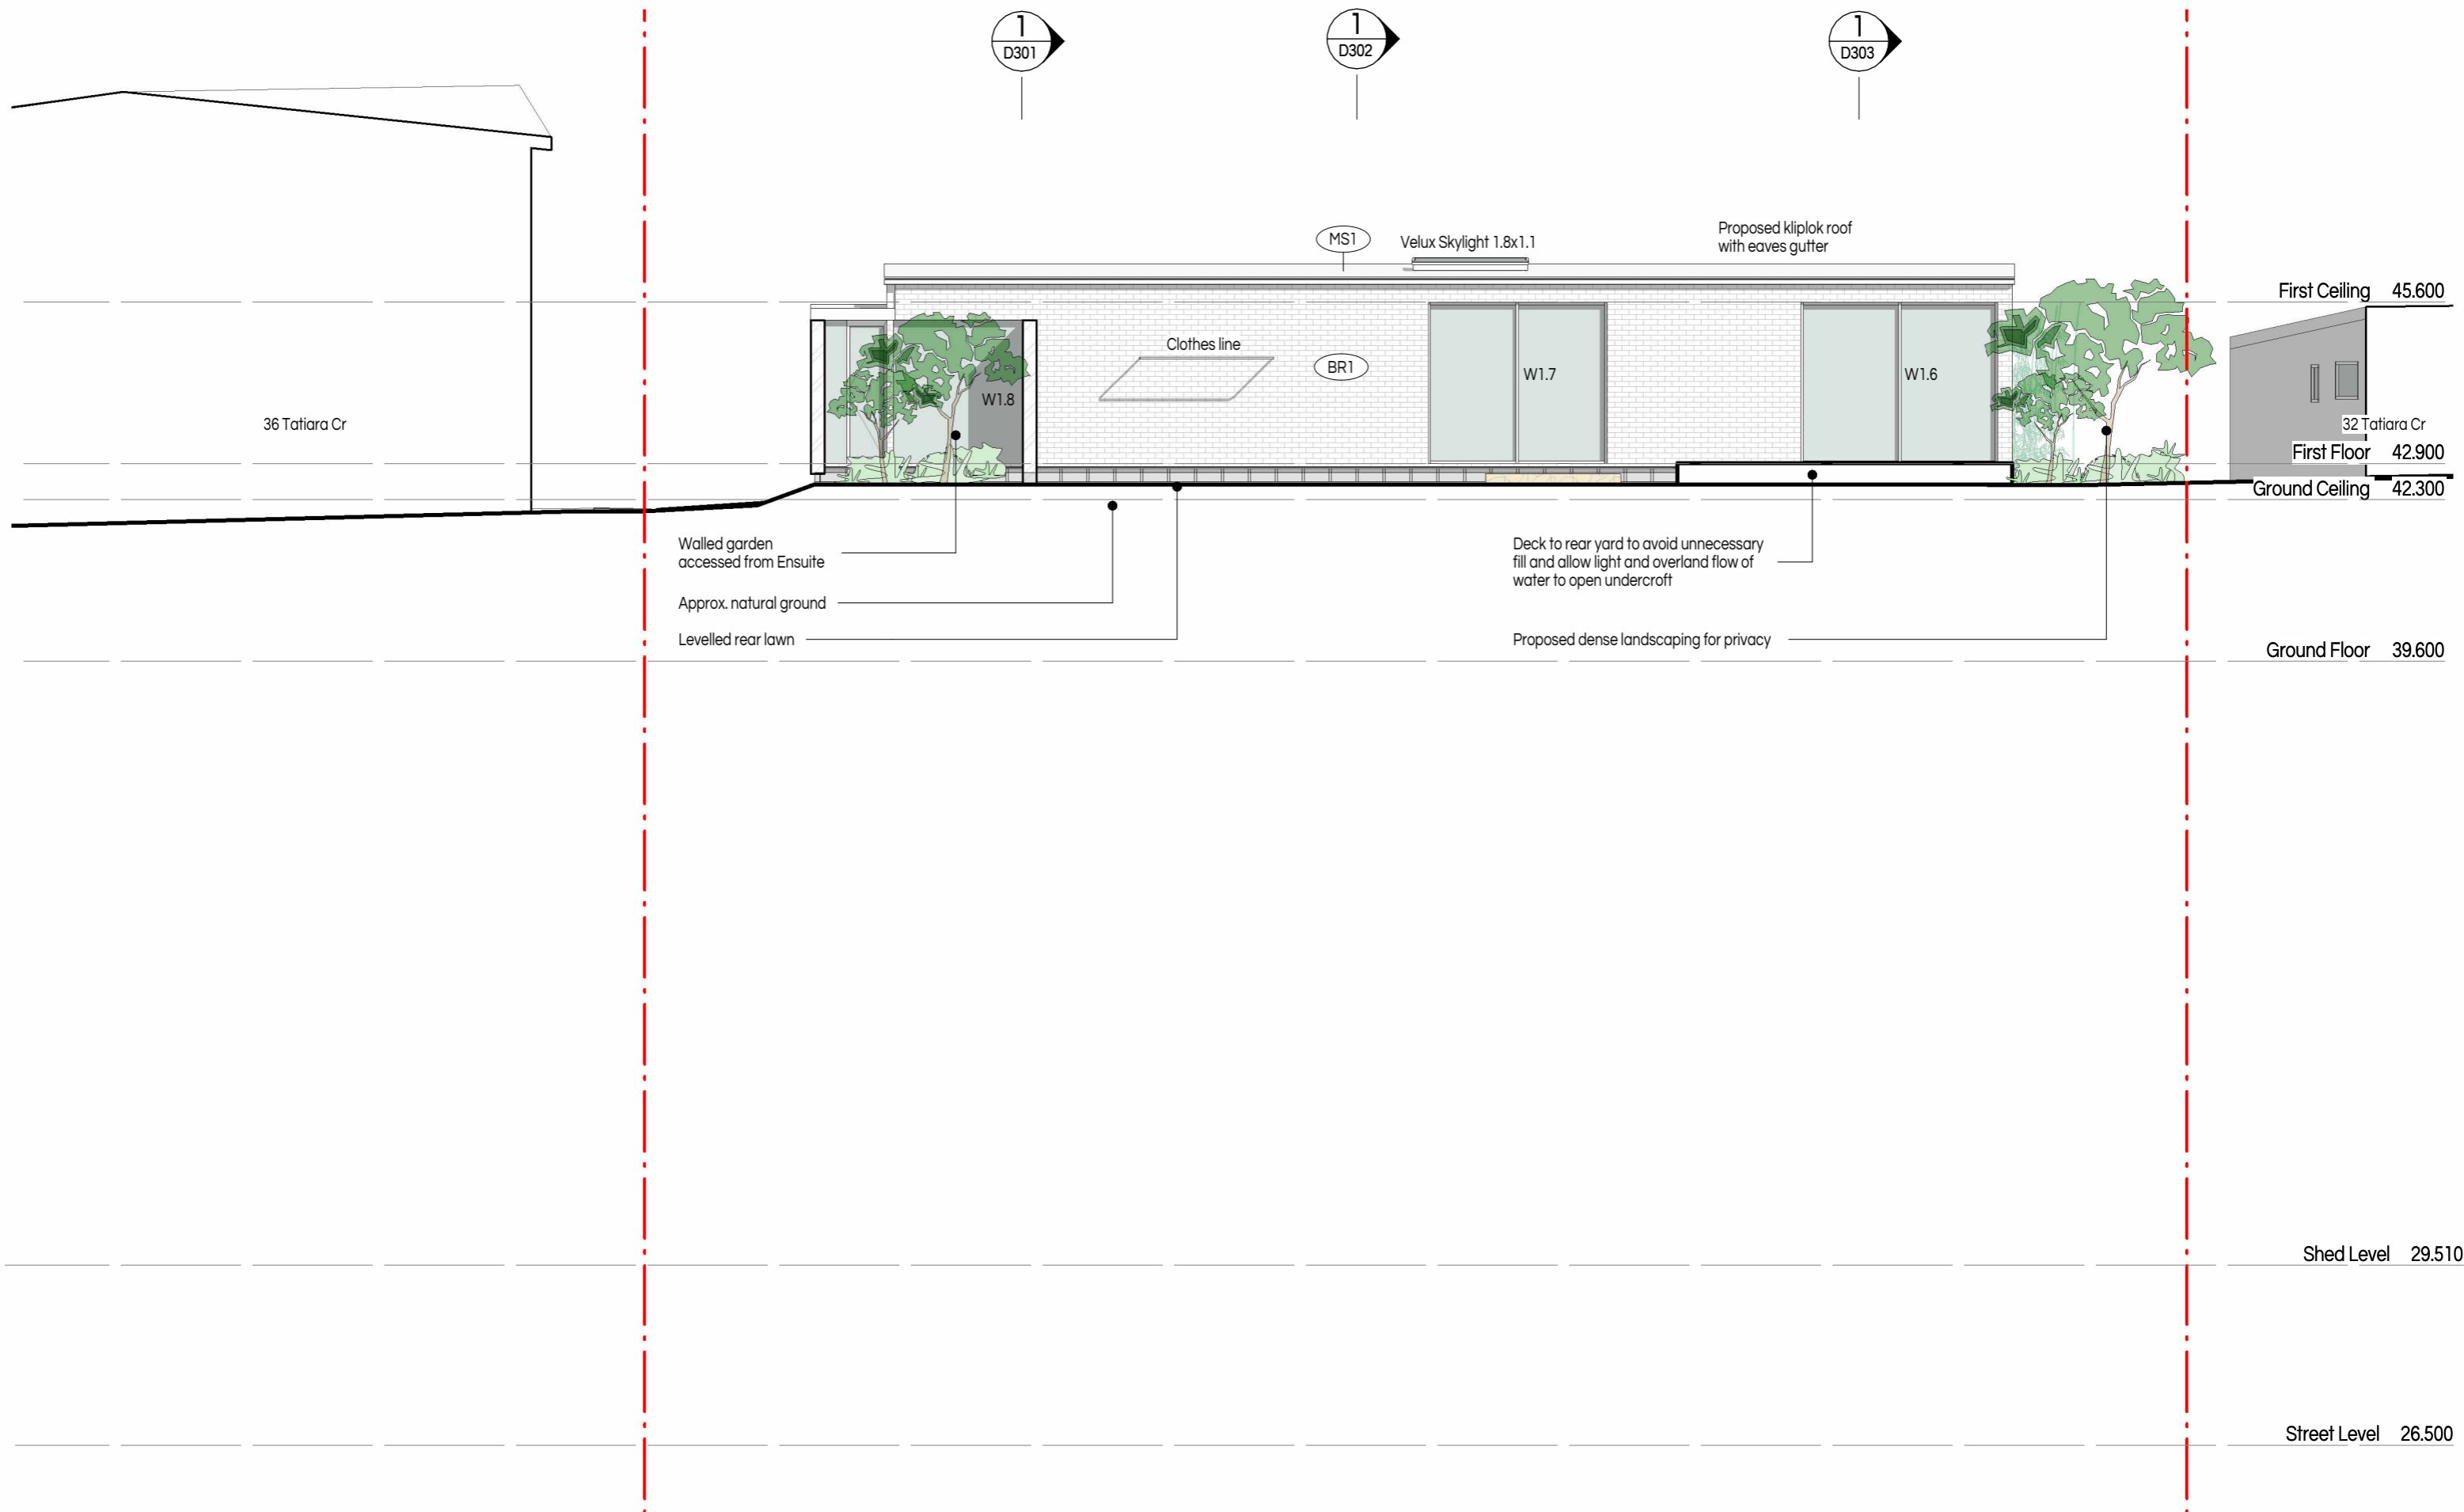 1
D301
1
D302
1
D303
MS1
Velux Skylight 1.8x1.1
Proposed kliplok roof
with eaves gutter
First Ceiling 45.600
Clothes line
BR1
W1.7
W1.6
W1.8
36 Tatiara Cr
32 Tatiara Cr
First Floor 42.900
Ground Ceiling 42.300
Walled garden
accessed from Ensuite
Approx. natural ground
Levelled rear lawn
Deck to rear yard to avoid unnecessary
fill and allow light and overland flow of
water to open undercroft
Proposed dense landscaping for privacy
Ground Floor 39.600
Shed Level 29.510
Street Level 26.500